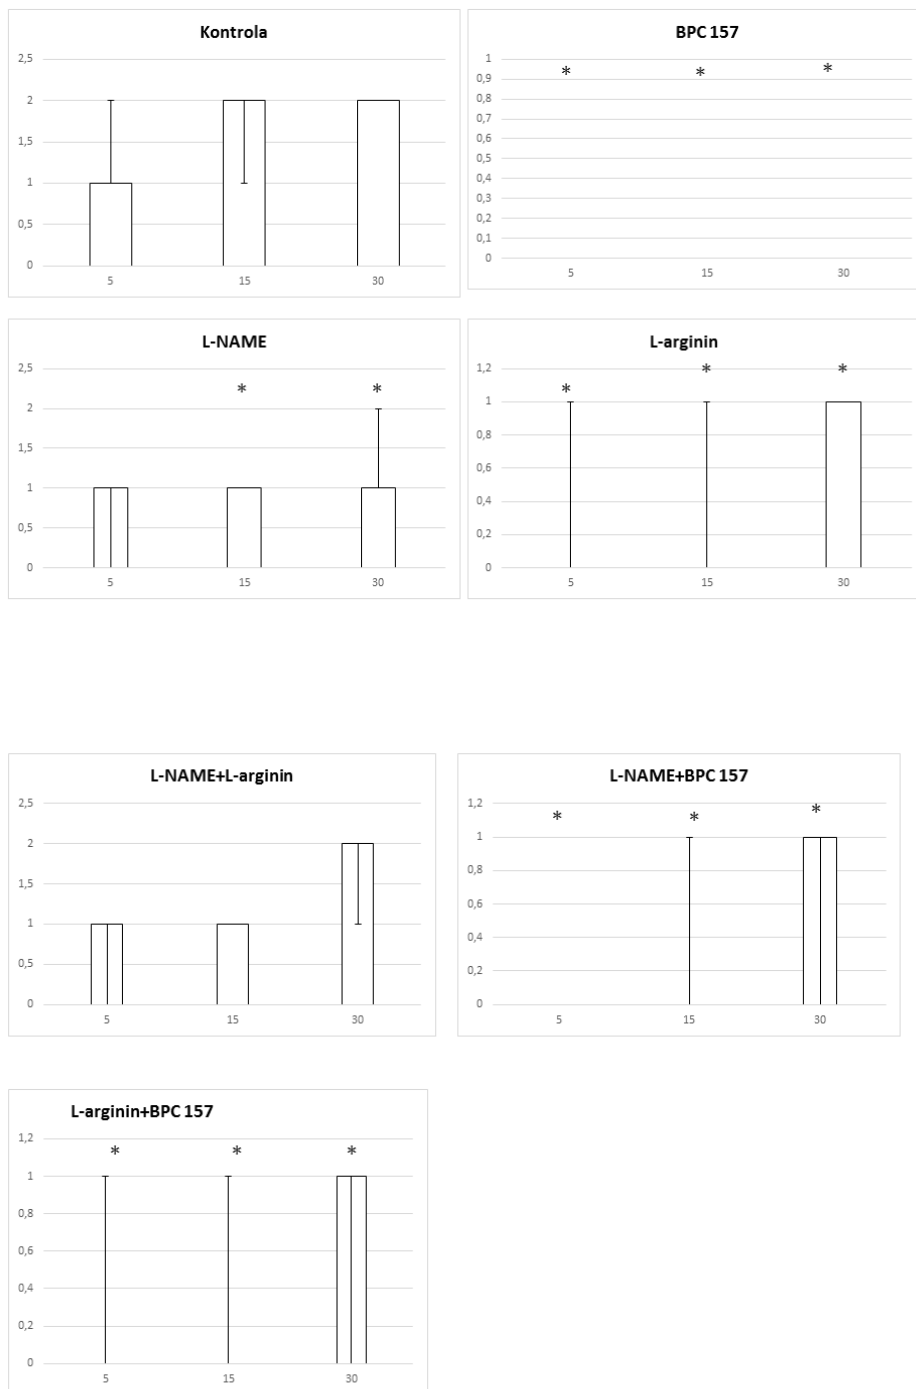 Kontrola
2,5
2
1,5
1
0,5
0
5 15 30
BPC 157
1
0,9
0,8
0,7
0,6
0,5
0,4
0,3
0,2
0,1
0
* * *
5 15 30
L-NAME
2,5
2
1,5
1
0,5
0
* *
5 15 30
L-arginin
1,2
1
0,8
0,6
0,4
0,2
0
* * *
5 15 30
L-NAME+L-arginin
2,5
2
1,5
1
0,5
0
5 15 30
L-NAME+BPC 157
1,2
1
0,8
0,6
0,4
0,2
0
* * *
5 15 30
L-arginin+BPC 157
1,2
1
0,8
0,6
0,4
0,2
0
* * *
5 15 30